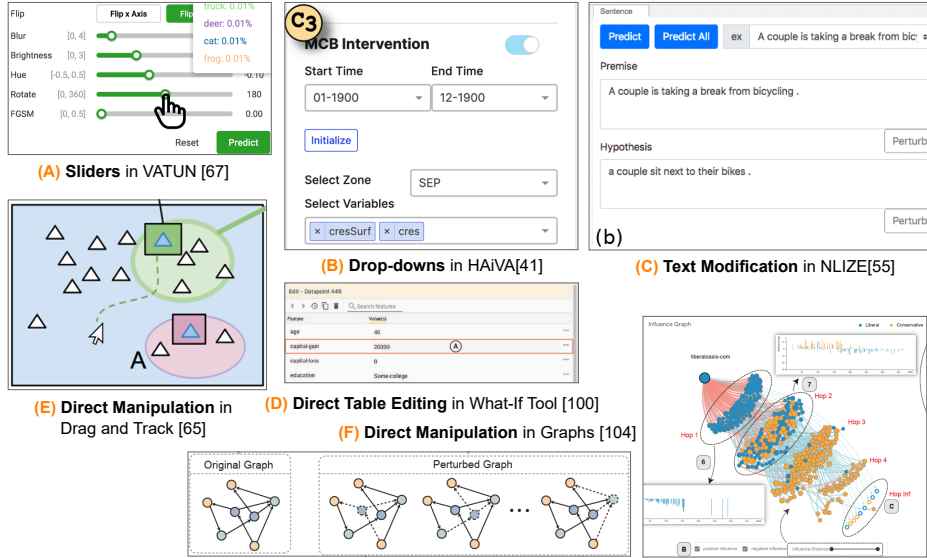 Flip
Flip x Axis
Flip
truck: 0.01%
deer: 0.01%
cat: 0.01%
frog: 0.01%
Blur [0, 4]
Brightness [0, 3]
Hue [-0.5, 0.5] -0.10
Rotate [0, 360] 180
FGSM [0, 0.5] 0.00
Reset Predict
(A) Sliders in VATUN [67]
C3
MCB Intervention
Start Time End Time
01-1900 12-1900
Initialize
Select Zone SEP
Select Variables
× cresSurf × cres
(B) Drop-downs in HAiVA[41]
Sentence
Predict Predict All ex A couple is taking a break from bicy
Premise
A couple is taking a break from bicycling .
Perturb
Hypothesis
a couple sit next to their bikes .
Perturb
(b)
(C) Text Modification in NLIZE[55]
A
(E) Direct Manipulation in
Drag and Track [65]
Edit - Datapoint 446
Search features
Feature Value(s)
age 40
capital-gain 20000 A
capital-loss 0
education Some-college
(D) Direct Table Editing in What-If Tool [100]
(F) Direct Manipulation in Graphs [104]
Original Graph Perturbed Graph
...
Influence Graph Liberal Conservative
liberaloasis-com
7
Hop 1
Hop 2
Hop 3
6
Hop 4
Hop inf
C
B positive influence negative influence Influence Distance